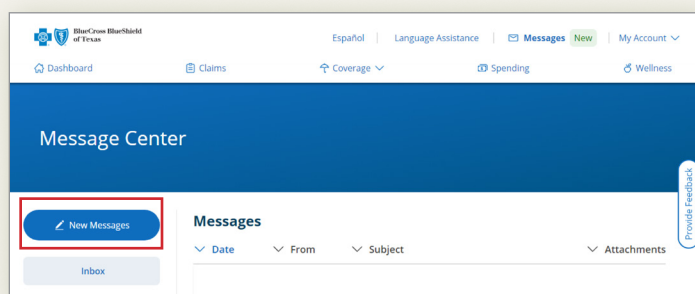 BlueCross BlueShield
of Texas
Español
Language Assistance
Messages New
My Account
Dashboard
Claims
Coverage
Spending
Wellness
Message Center
Provide Feedback
New Messages
Inbox
Messages
Date
From
Subject
Attachments